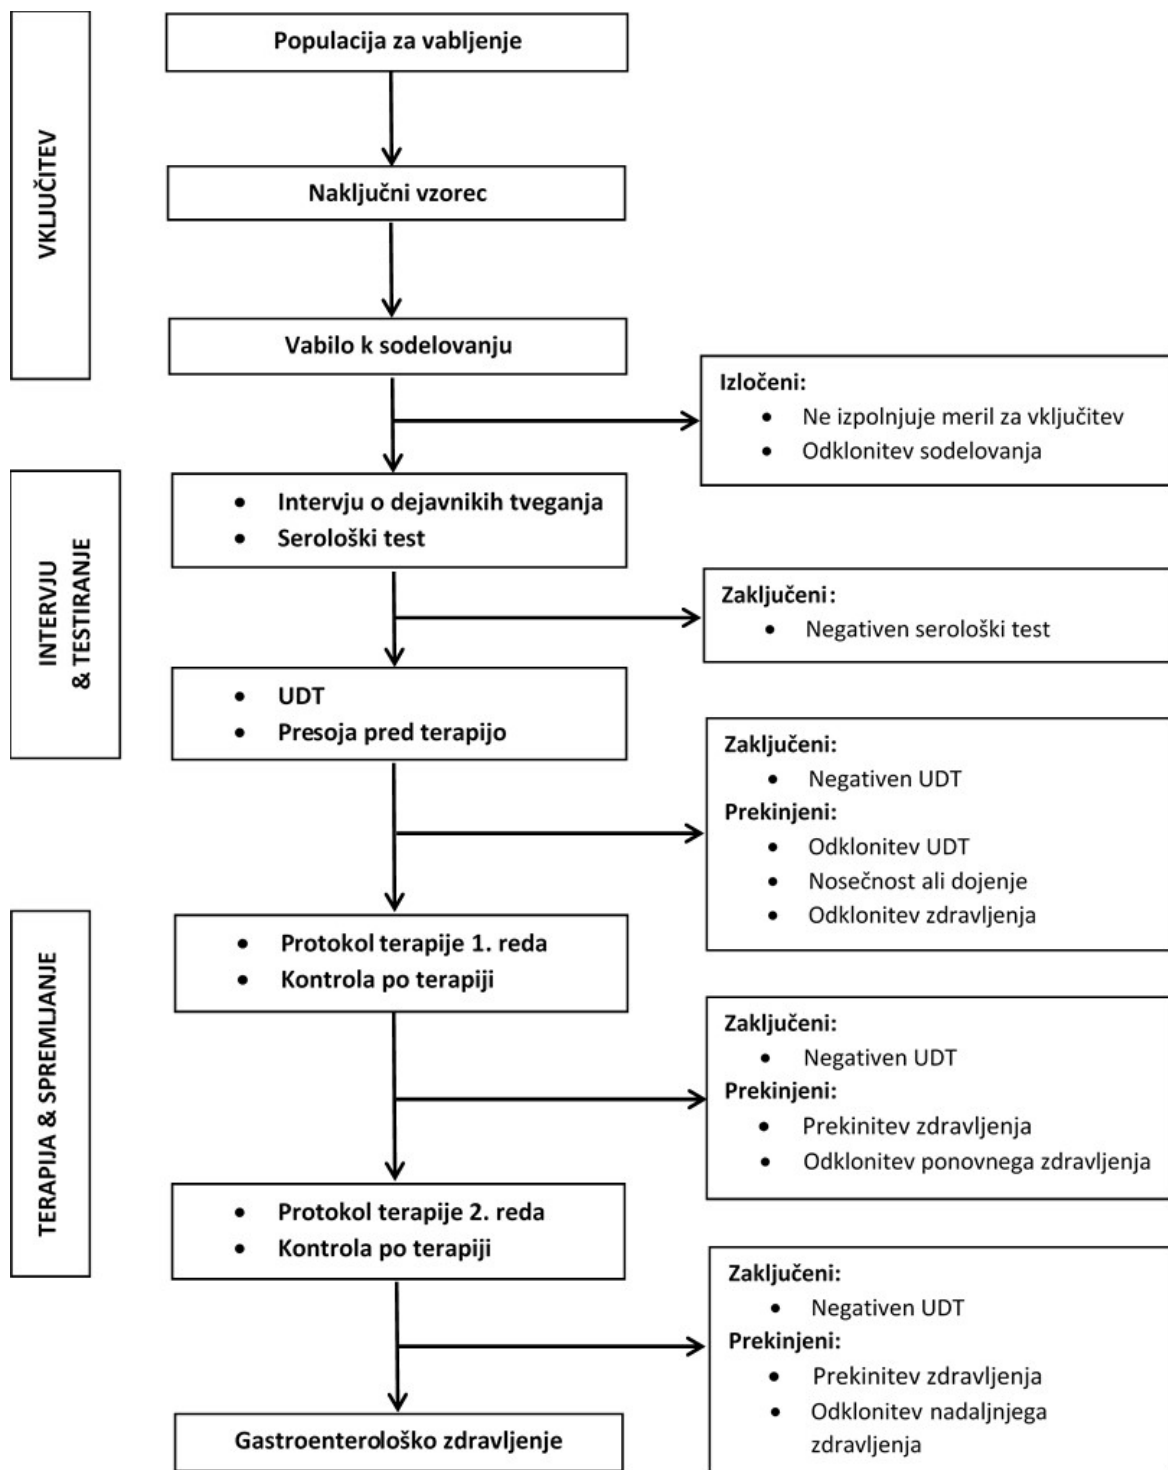 VKLJUČITEV
Populacija za vabljenje
Naključni vzorec
Vabilo k sodelovanju
Izločeni:
• Ne izpolnjuje meril za vključitev
• Odklonitev sodelovanja
INTERVJU
& TESTIRANJE
• Intervju o dejavnikih tveganja
• Serološki test
Zaključeni:
• Negativen serološki test
• UDT
• Presoja pred terapijo
Zaključeni:
• Negativen UDT
Prekinjeni:
• Odklonitev UDT
• Nosečnost ali dojenje
• Odklonitev zdravljenja
TERAPIJA & SPREMLJANJE
• Protokol terapije 1. reda
• Kontrola po terapiji
Zaključeni:
• Negativen UDT
Prekinjeni:
• Prekinitev zdravljenja
• Odklonitev ponovnega zdravljenja
• Protokol terapije 2. reda
• Kontrola po terapiji
Zaključeni:
• Negativen UDT
Prekinjeni:
• Prekinitev zdravljenja
• Odklonitev nadaljnjega
zdravljenja
Gastroenterološko zdravljenje